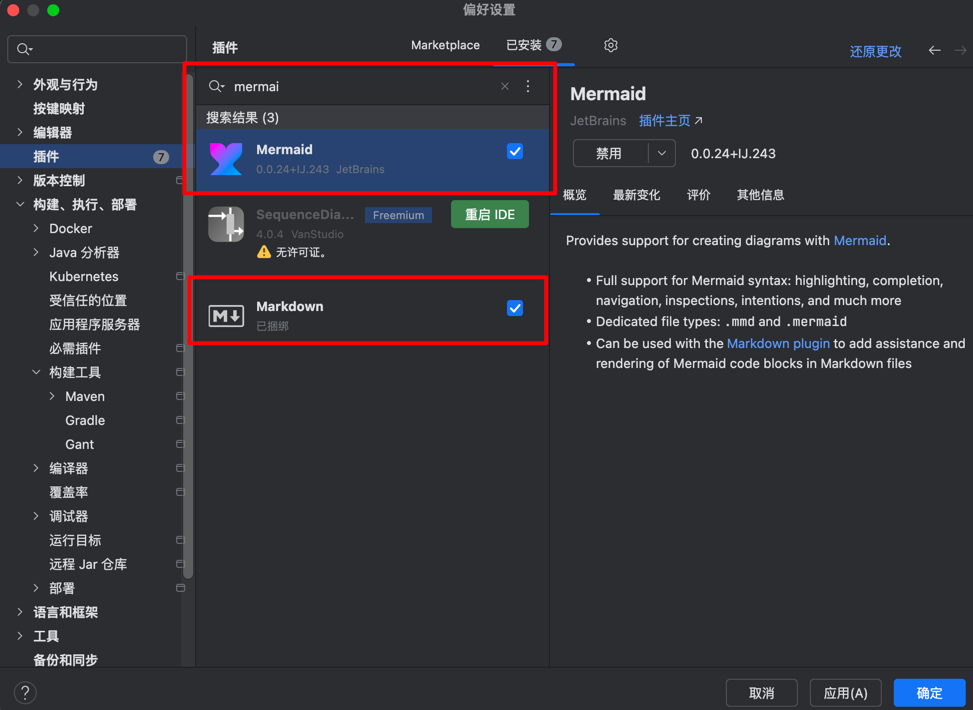 偏好设置
插件
Marketplace
已安装 7
还原更改
外观与行为
按键映射
编辑器
插件 7
版本控制
构建、执行、部署
Docker
Java 分析器
Kubernetes
受信任的位置
应用程序服务器
必需插件
构建工具
Maven
Gradle
Gant
编译器
覆盖率
调试器
运行目标
远程 Jar 仓库
部署
语言和框架
工具
备份和同步
mermai
搜索结果 (3)
Mermaid
0.0.24+IJ.243 JetBrains
SequenceDia... Freemium
4.0.4 VanStudio
无许可证。
重启 IDE
Markdown
已捆绑
Mermaid
JetBrains 插件主页 ↗
禁用 0.0.24+IJ.243
概览 最新变化 评价 其他信息
Provides support for creating diagrams with Mermaid.
• Full support for Mermaid syntax: highlighting, completion,
navigation, inspections, intentions, and much more
• Dedicated file types: .mmd and .mermaid
• Can be used with the Markdown plugin to add assistance and
rendering of Mermaid code blocks in Markdown files
?
取消
应用(A)
确定